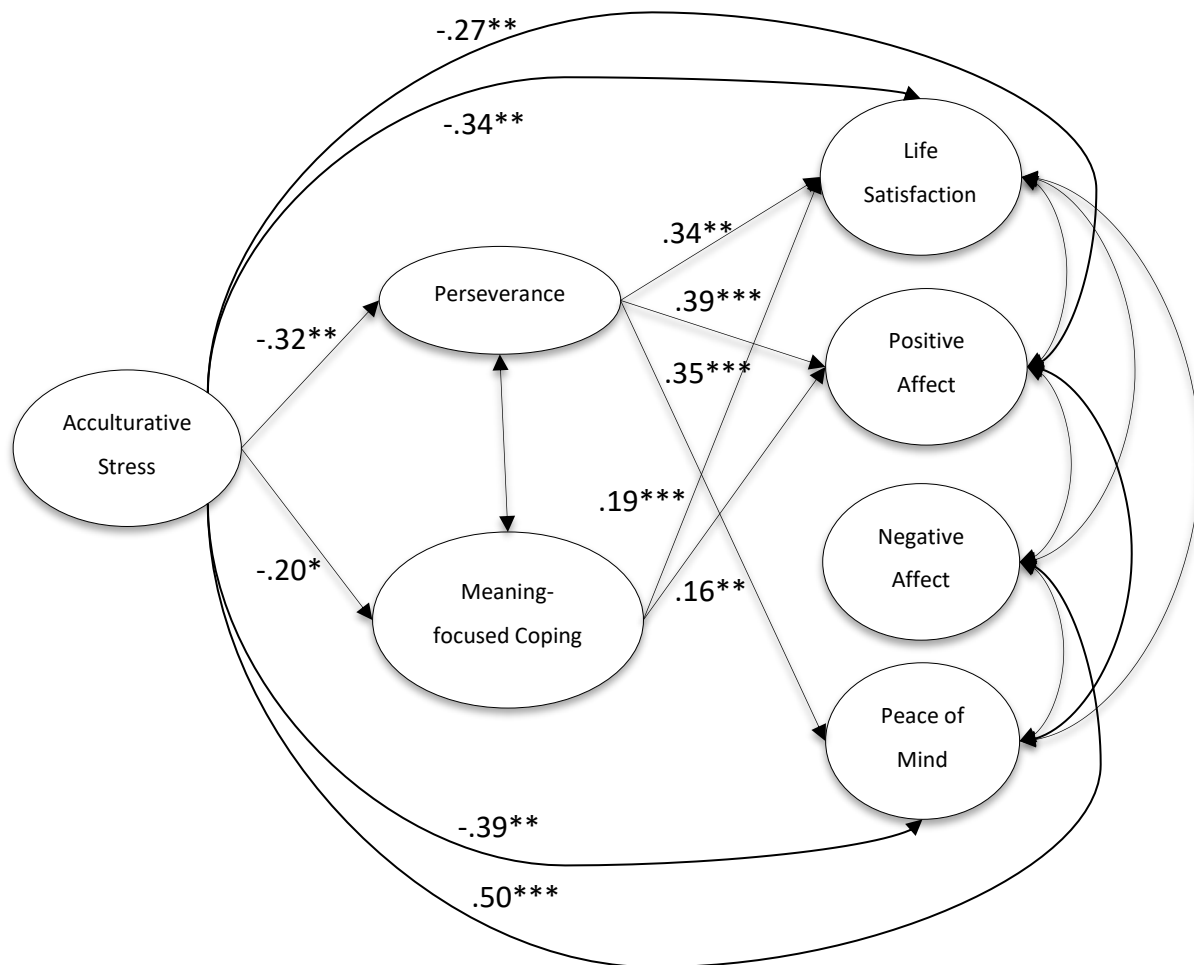 -.27**
-.34**
Life
Satisfaction
.34**
Perseverance
.39***
-.32**
Positive
Affect
.35***
Acculturative
Stress
.19***
Negative
Affect
-.20*
Meaning-
focused Coping
.16**
Peace of
Mind
-.39**
.50***